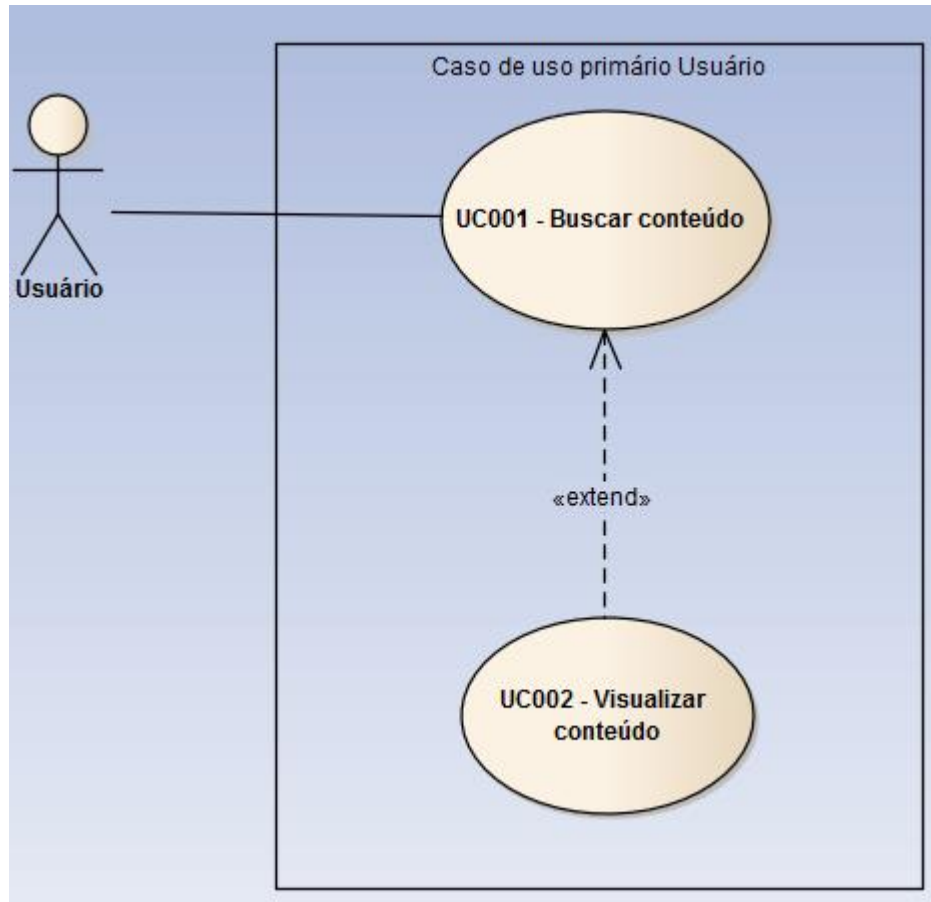 Caso de uso primário Usuário
UC001 - Buscar conteúdo
Usuário
«extend»
UC002 - Visualizar
conteúdo